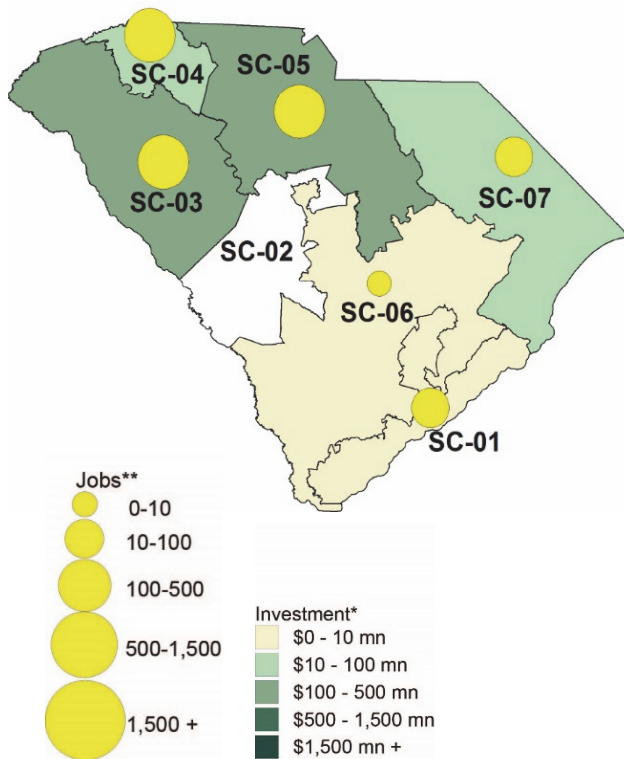 SC-04
SC-05
SC-03
SC-07
SC-02
SC-06
SC-01
Jobs**
0-10
10-100
100-500
500-1,500
1,500 +
Investment*
$0 - 10 mn
$10 - 100 mn
$100 - 500 mn
$500 - 1,500 mn
$1,500 mn +